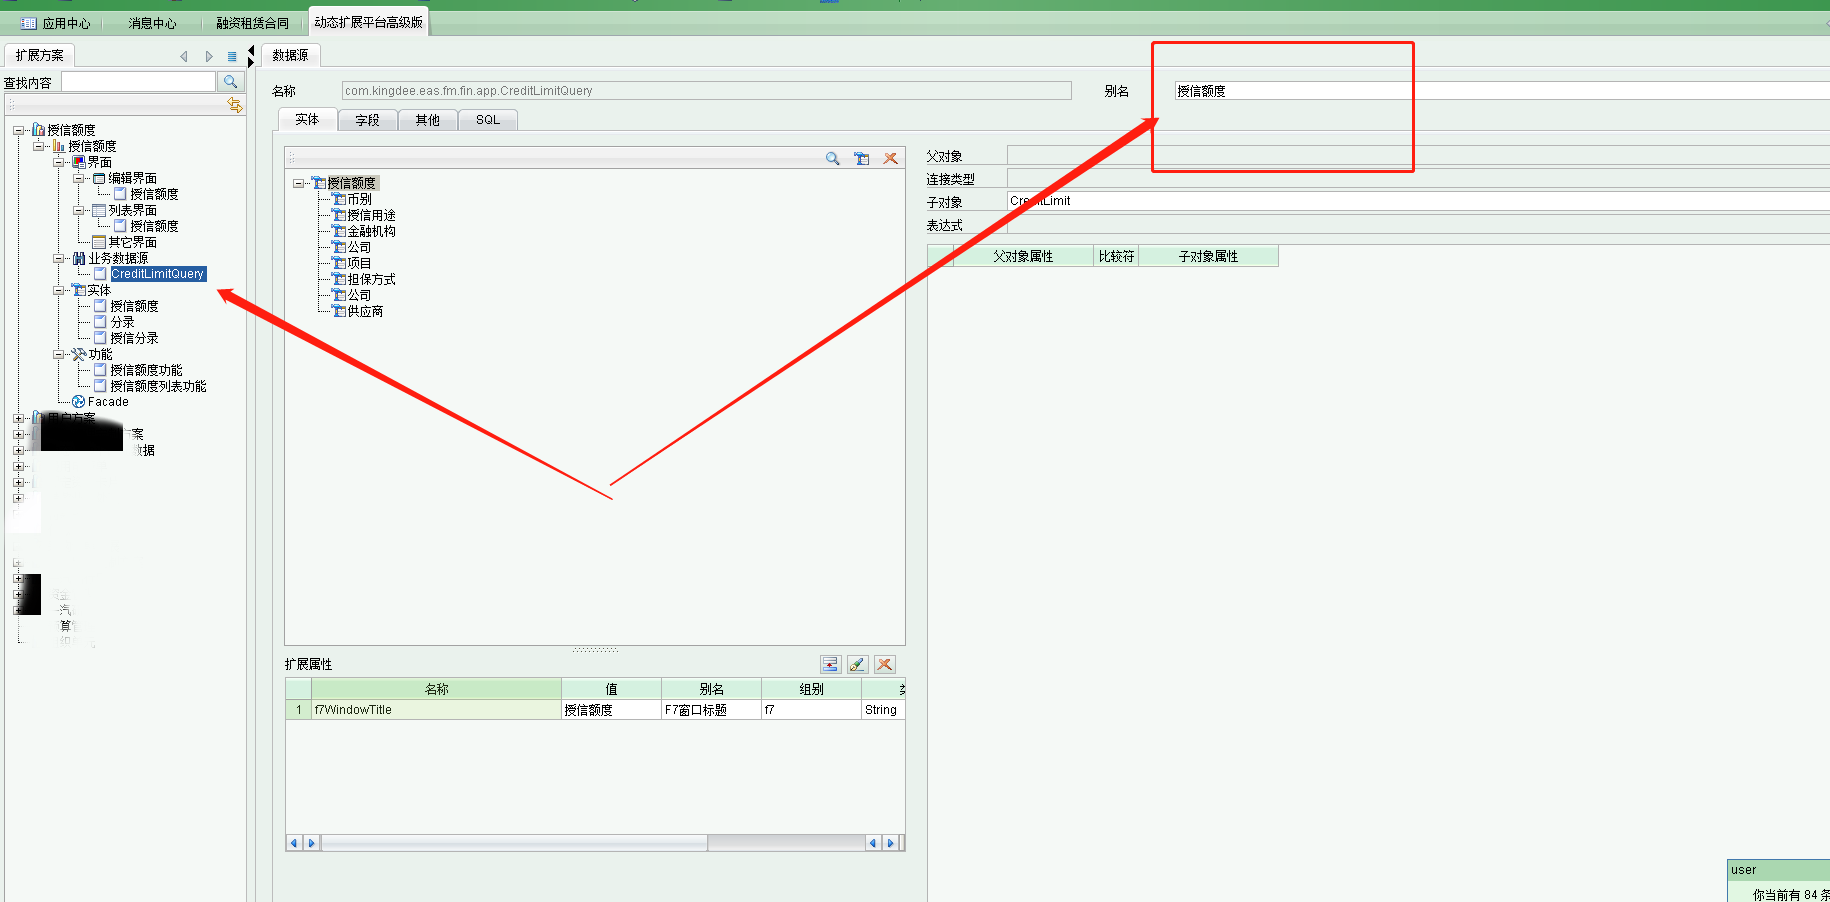 应用中心 消息中心 融资租赁合同 动态扩展平台高级版
扩展方案
查找内容
授信额度
授信额度
界面
编辑界面
授信额度
列表界面
授信额度
其它界面
业务数据源
CreditLimitQuery
实体
授信额度
分录
授信分录
功能
授信额度功能
授信额度列表功能
Facade
用户方案
案
数据
汽
算
数据源
名称 com.kingdee.eas.fm.fin.app.CreditLimitQuery 别名 授信额度
实体 字段 其他 SQL
授信额度
币别
授信用途
金融机构
公司
项目
担保方式
公司
供应商
父对象
连接类型
子对象 CreditLimit
表达式
父对象属性 比较符 子对象属性
扩展属性
名称 值 别名 组别
1 f7WindowTitle 授信额度 F7窗口标题 f7 String
user
你当前有 84 条